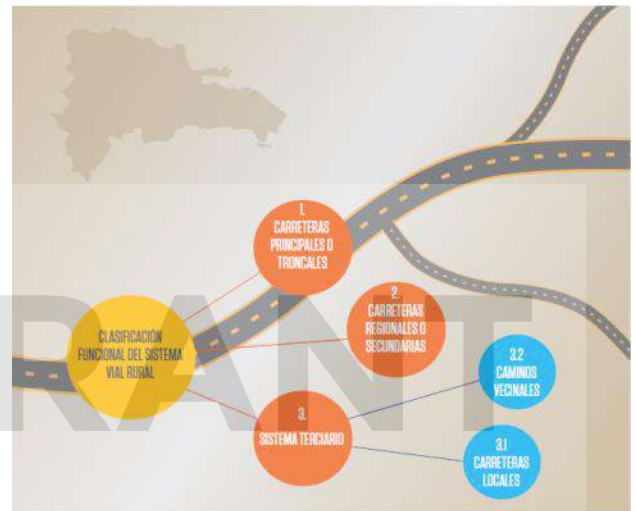 1.
CARRETERAS
PRINCIPALES O
TRONCALES
2.
CARRETERAS
REGIONALES O
SECUNDARIAS
CLASIFICACIÓN
FUNCIONAL DEL SISTEMA
VIAL RURAL
3.2
CAMINOS
VECINALES
3.
SISTEMA TERCIARIO
3.1
CARRETERAS
LOCALES
RANT